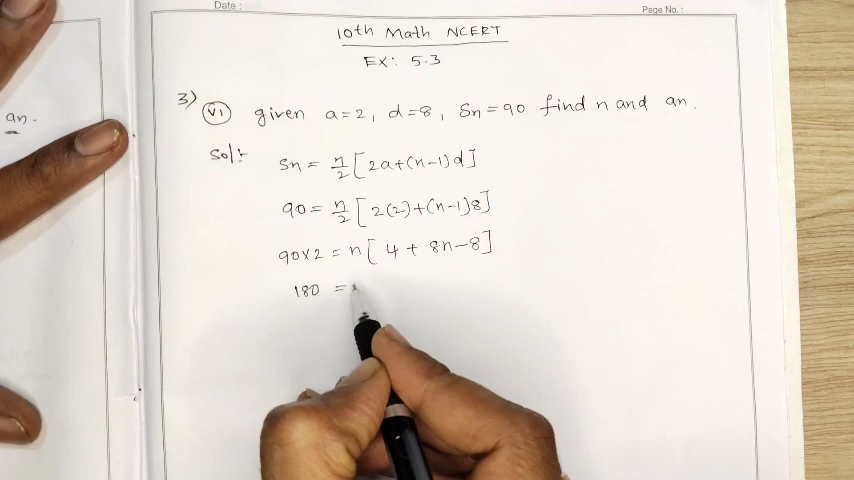 Date :
Page No. :
10th Math NCERT
Ex: 5.3
an.
3) (vi) given a=2, d=8, Sn=90 find n and an.
Sol:- Sn = n/2 [2a+(n-1)d]
90 = n/2 [2(2)+(n-1)8]
90×2 = n[4 + 8n-8]
180 =